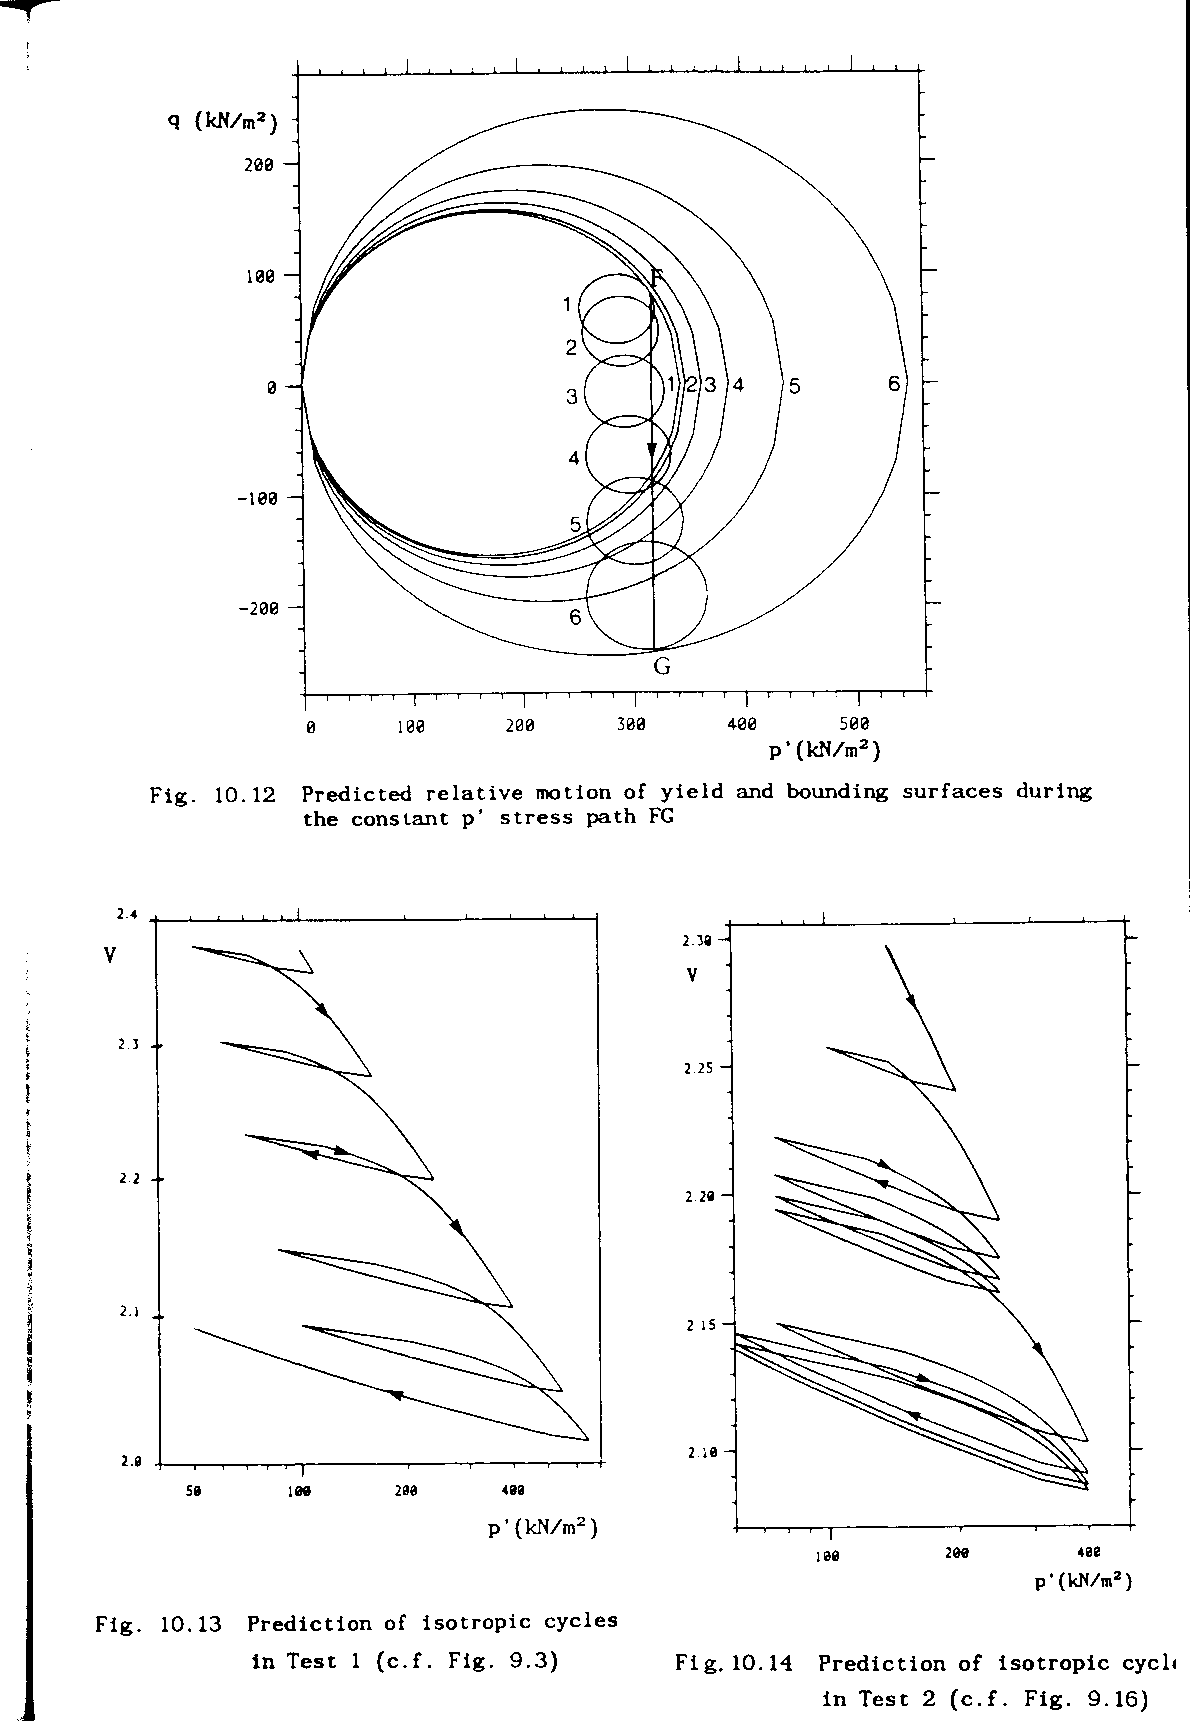 q (kN/m²)
200
100
0
-100
-200
F
1
2
3
4
5
6
1 2 3 4 5 6
G
0 100 200 300 400 500
p'(kN/m²)
Fig. 10.12 Predicted relative motion of yield and bounding surfaces during
the constant p' stress path FG
2.4
V
2.3
2.2
2.1
2.0
50 100 200 400
p'(kN/m²)
Fig. 10.13 Prediction of isotropic cycles
in Test 1 (c.f. Fig. 9.3)
2.30
V
2.25
2.20
2.15
2.10
100 200 400
p'(kN/m²)
Fig. 10.14 Prediction of isotropic cycl
in Test 2 (c.f. Fig. 9.16)